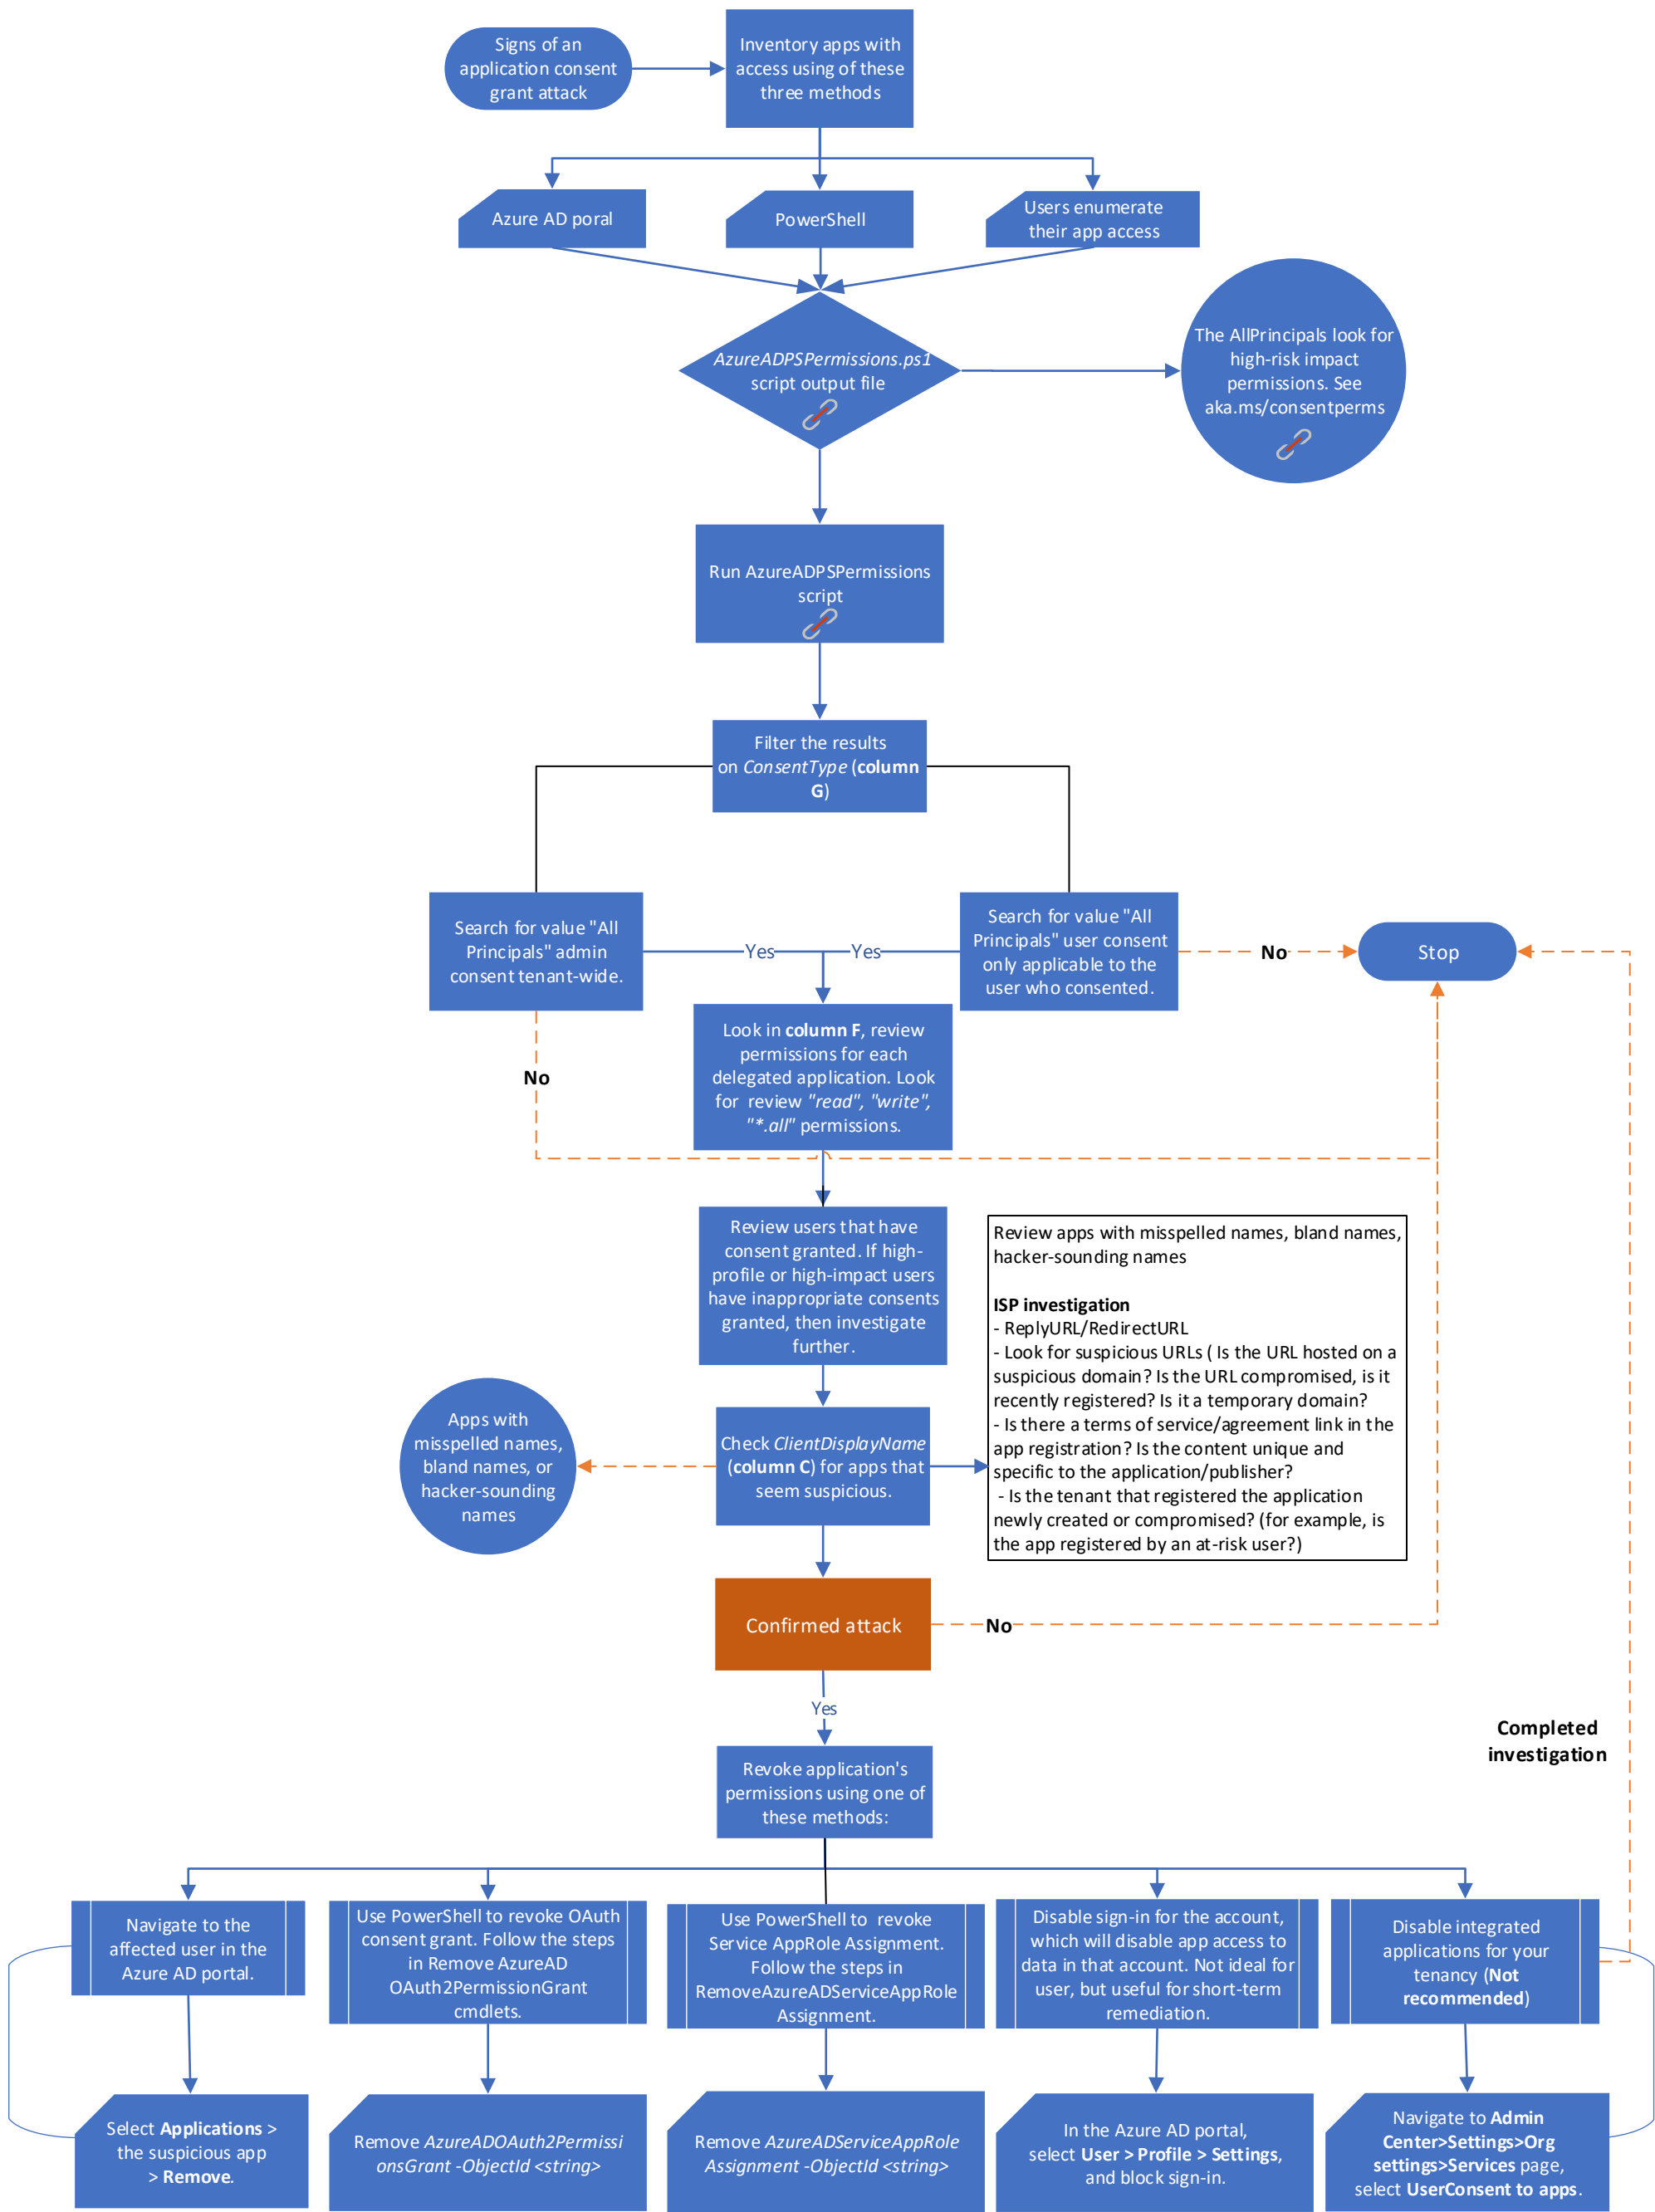 Signs of an
application consent
grant attack
Inventory apps with
access using of these
three methods
Azure AD poral
PowerShell
Users enumerate
their app access
AzureADPSPermissions.ps1
script output file
The AllPrincipals look for
high-risk impact
permissions. See
aka.ms/consentperms
Run AzureADPSPermissions
script
Filter the results
on ConsentType (column
G)
Search for value "All
Principals" admin
consent tenant-wide.
Yes
Yes
Search for value "All
Principals" user consent
only applicable to the
user who consented.
No
Stop
Look in column F, review
permissions for each
delegated application. Look
for review "read", "write",
"*.all" permissions.
No
Review users that have
consent granted. If high-
profile or high-impact users
have inappropriate consents
granted, then investigate
further.
Review apps with misspelled names, bland names,
hacker-sounding names
ISP investigation
- ReplyURL/RedirectURL
- Look for suspicious URLs ( Is the URL hosted on a
suspicious domain? Is the URL compromised, is it
recently registered? Is it a temporary domain?
- Is there a terms of service/agreement link in the
app registration? Is the content unique and
specific to the application/publisher?
- Is the tenant that registered the application
newly created or compromised? (for example, is
the app registered by an at-risk user?)
Apps with
misspelled names,
bland names, or
hacker-sounding
names
Check ClientDisplayName
(column C) for apps that
seem suspicious.
Confirmed attack
No
Yes
Completed
investigation
Revoke application's
permissions using one of
these methods:
Navigate to the
affected user in the
Azure AD portal.
Use PowerShell to revoke OAuth
consent grant. Follow the steps
in Remove AzureAD
OAuth2PermissionGrant
cmdlets.
Use PowerShell to revoke
Service AppRole Assignment.
Follow the steps in
RemoveAzureADServiceAppRole
Assignment.
Disable sign-in for the account,
which will disable app access to
data in that account. Not ideal for
user, but useful for short-term
remediation.
Disable integrated
applications for your
tenancy (Not
recommended)
Select Applications >
the suspicious app
> Remove.
Remove AzureADOAuth2Permissi
onsGrant -ObjectId <string>
Remove AzureADServiceAppRole
Assignment -ObjectId <string>
In the Azure AD portal,
select User > Profile > Settings,
and block sign-in.
Navigate to Admin
Center>Settings>Org
settings>Services page,
select UserConsent to apps.